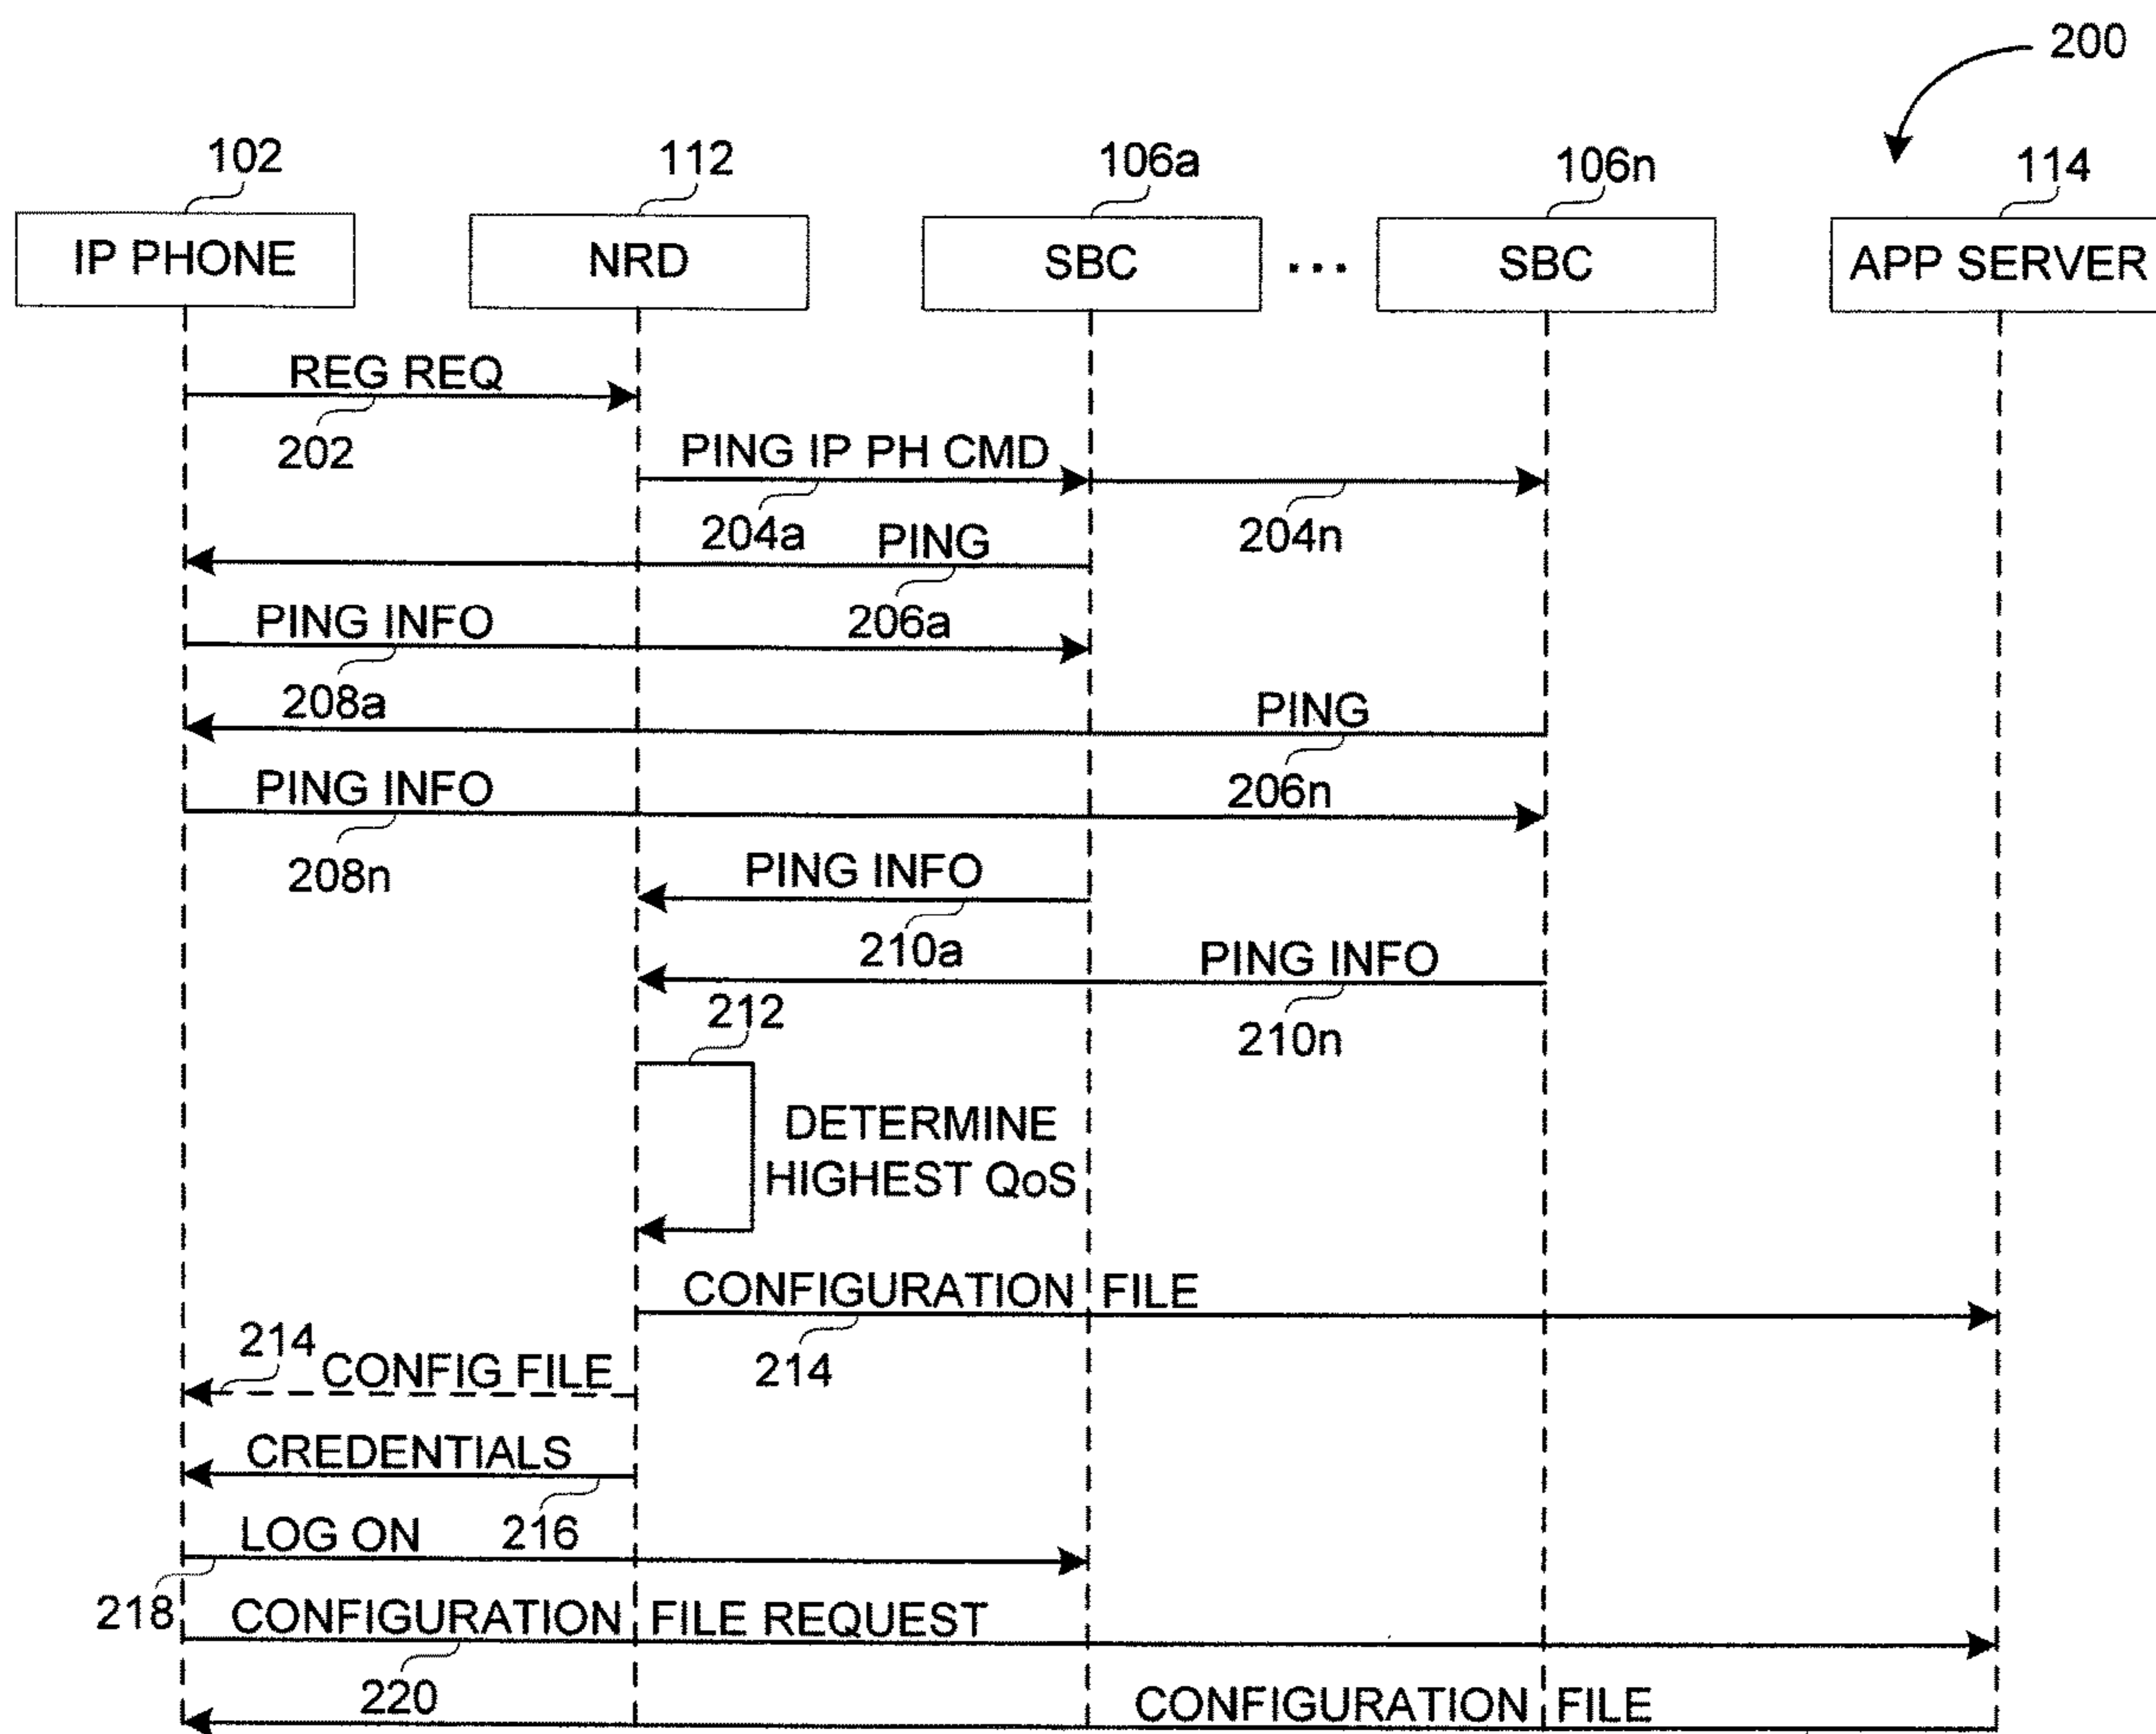 200
102
112
106a
106n
114
IP PHONE
NRD
SBC
...
SBC
APP SERVER
REG REQ
202
PING IP PH CMD
204a
204n
PING
206a
PING INFO
208a
PING
206n
PING INFO
208n
PING INFO
210a
PING INFO
210n
212
DETERMINE
HIGHEST QoS
CONFIGURATION FILE
214
214
CONFIG FILE
CREDENTIALS
216
LOG ON
218
CONFIGURATION FILE REQUEST
220
CONFIGURATION FILE